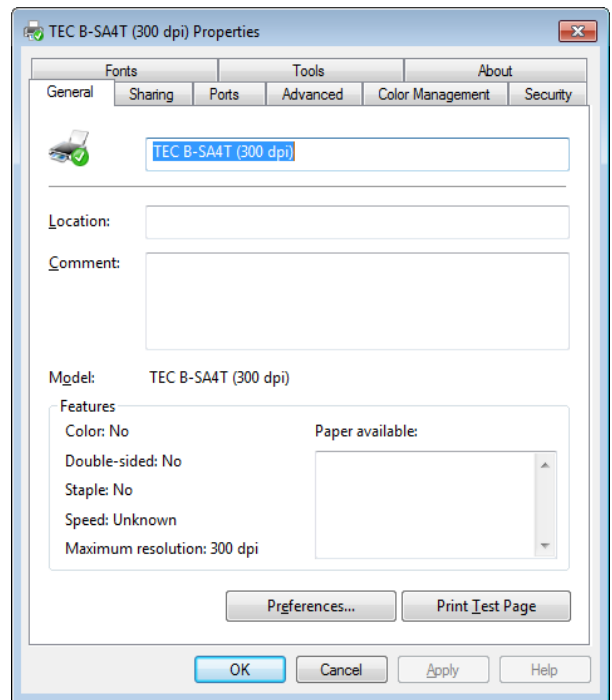 TEC B-SA4T (300 dpi) Properties
Fonts Tools About
General Sharing Ports Advanced Color Management Security
TEC B-SA4T (300 dpi)
Location:
Comment:
Model: TEC B-SA4T (300 dpi)
Features
Color: No Paper available:
Double-sided: No
Staple: No
Speed: Unknown
Maximum resolution: 300 dpi
Preferences... Print Test Page
OK Cancel Apply Help